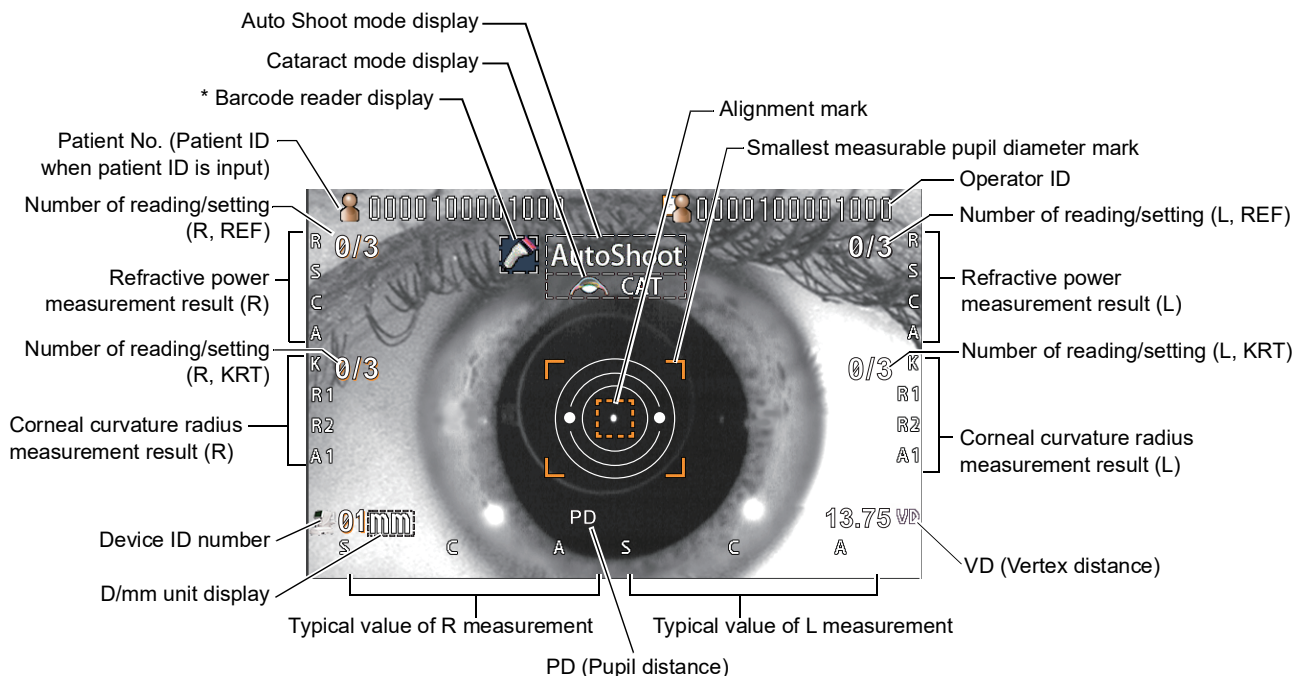 Auto Shoot mode display
Cataract mode display
* Barcode reader display
Alignment mark
Patient No. (Patient ID
when patient ID is input)
Smallest measurable pupil diameter mark
Operator ID
Number of reading/setting
(R, REF)
Number of reading/setting (L, REF)
Refractive power
measurement result (R)
Refractive power
measurement result (L)
Number of reading/setting
(R, KRT)
Number of reading/setting (L, KRT)
Corneal curvature radius
measurement result (R)
Corneal curvature radius
measurement result (L)
Device ID number
D/mm unit display
VD (Vertex distance)
Typical value of R measurement
Typical value of L measurement
PD (Pupil distance)
0000100001000
0000100001000
R
0/3
AutoShoot
0/3
R
S
CAT
S
C
C
A
A
K
0/3
0/3
K
R1
R1
R2
R2
A1
A1
01mm
PD
13.75 VD
S C A S C A